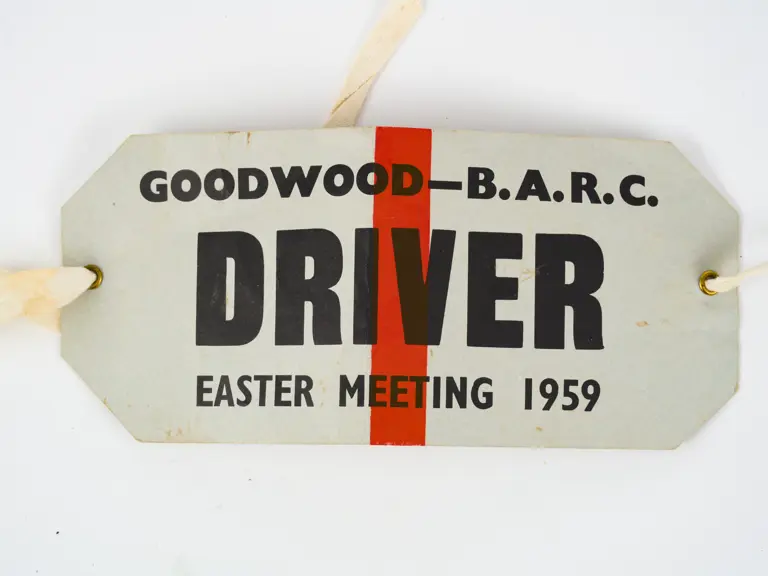 GOODWOOD—B.A.R.C.
DRIVER
EASTER MEETING 1959